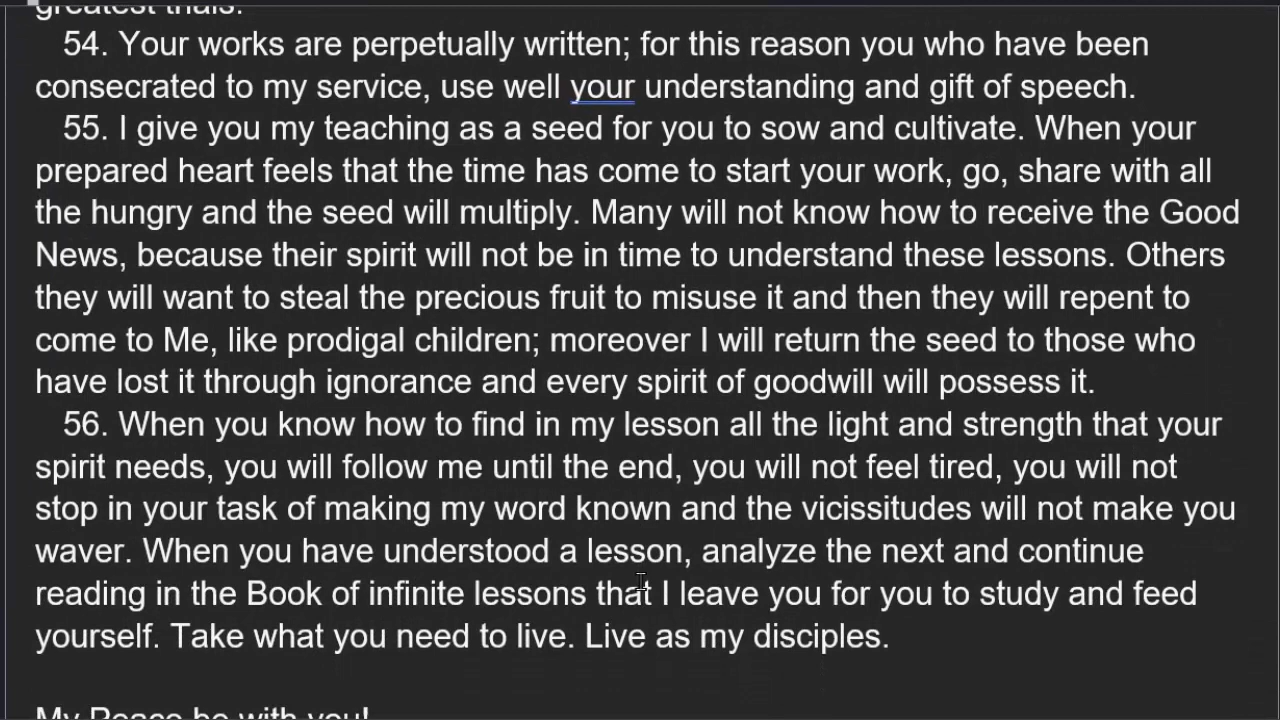 greatest trials.
54. Your works are perpetually written; for this reason you who have been
consecrated to my service, use well your understanding and gift of speech.
55. I give you my teaching as a seed for you to sow and cultivate. When your
prepared heart feels that the time has come to start your work, go, share with all
the hungry and the seed will multiply. Many will not know how to receive the Good
News, because their spirit will not be in time to understand these lessons. Others
they will want to steal the precious fruit to misuse it and then they will repent to
come to Me, like prodigal children; moreover I will return the seed to those who
have lost it through ignorance and every spirit of goodwill will possess it.
56. When you know how to find in my lesson all the light and strength that your
spirit needs, you will follow me until the end, you will not feel tired, you will not
stop in your task of making my word known and the vicissitudes will not make you
waver. When you have understood a lesson, analyze the next and continue
reading in the Book of infinite lessons that I leave you for you to study and feed
yourself. Take what you need to live. Live as my disciples.
My Peace be with you!